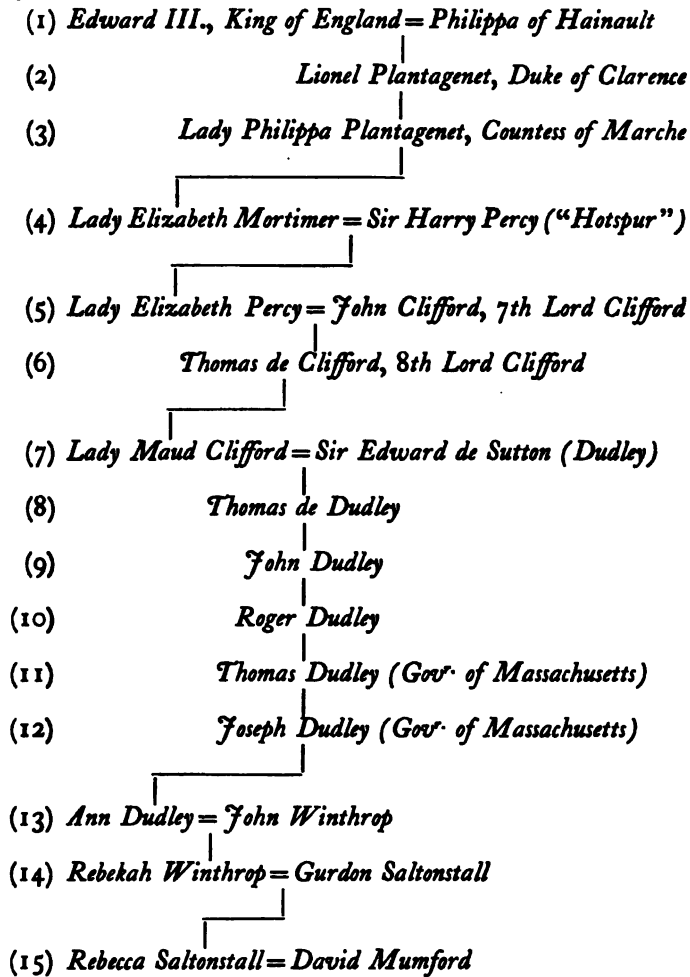 (1) Edward III., King of England = Philippa of Hainault
(2) Lionel Plantagenet, Duke of Clarence
(3) Lady Philippa Plantagenet, Countess of Marche
(4) Lady Elizabeth Mortimer = Sir Harry Percy ("Hotspur")
(5) Lady Elizabeth Percy = John Clifford, 7th Lord Clifford
(6) Thomas de Clifford, 8th Lord Clifford
(7) Lady Maud Clifford = Sir Edward de Sutton (Dudley)
(8) Thomas de Dudley
(9) John Dudley
(10) Roger Dudley
(11) Thomas Dudley (Govr. of Massachusetts)
(12) Joseph Dudley (Govr. of Massachusetts)
(13) Ann Dudley = John Winthrop
(14) Rebekah Winthrop = Gurdon Saltonstall
(15) Rebecca Saltonstall = David Mumford